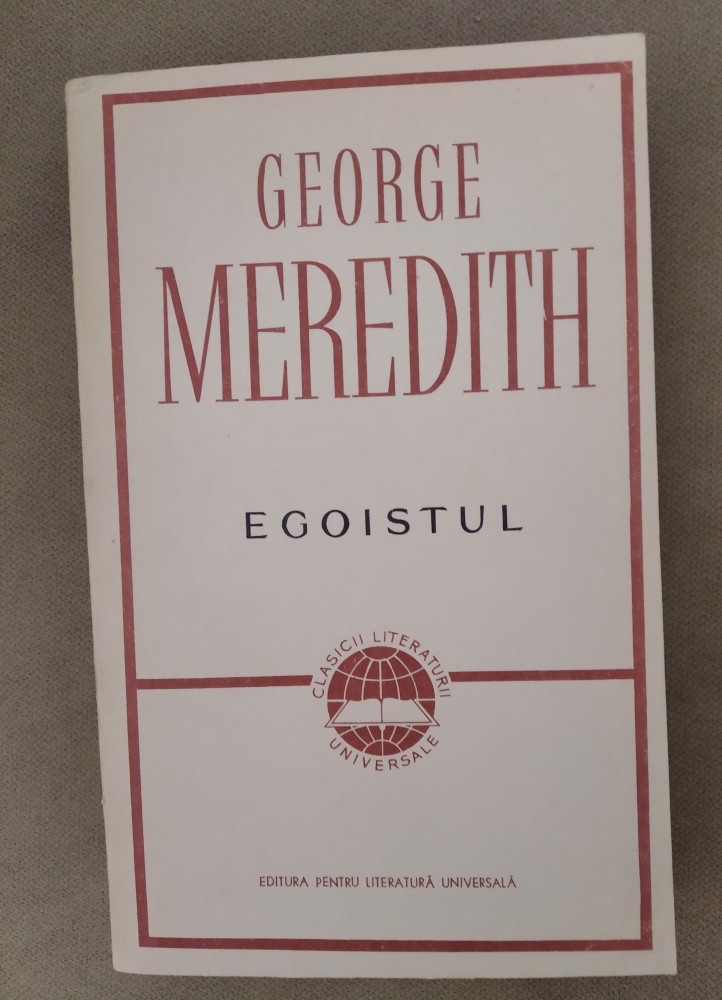 GEORGE
MEREDITH
EGOISTUL
CLASICII LITERATURII
UNIVERSALE
EDITURA PENTRU LITERATURĂ UNIVERSALĂ